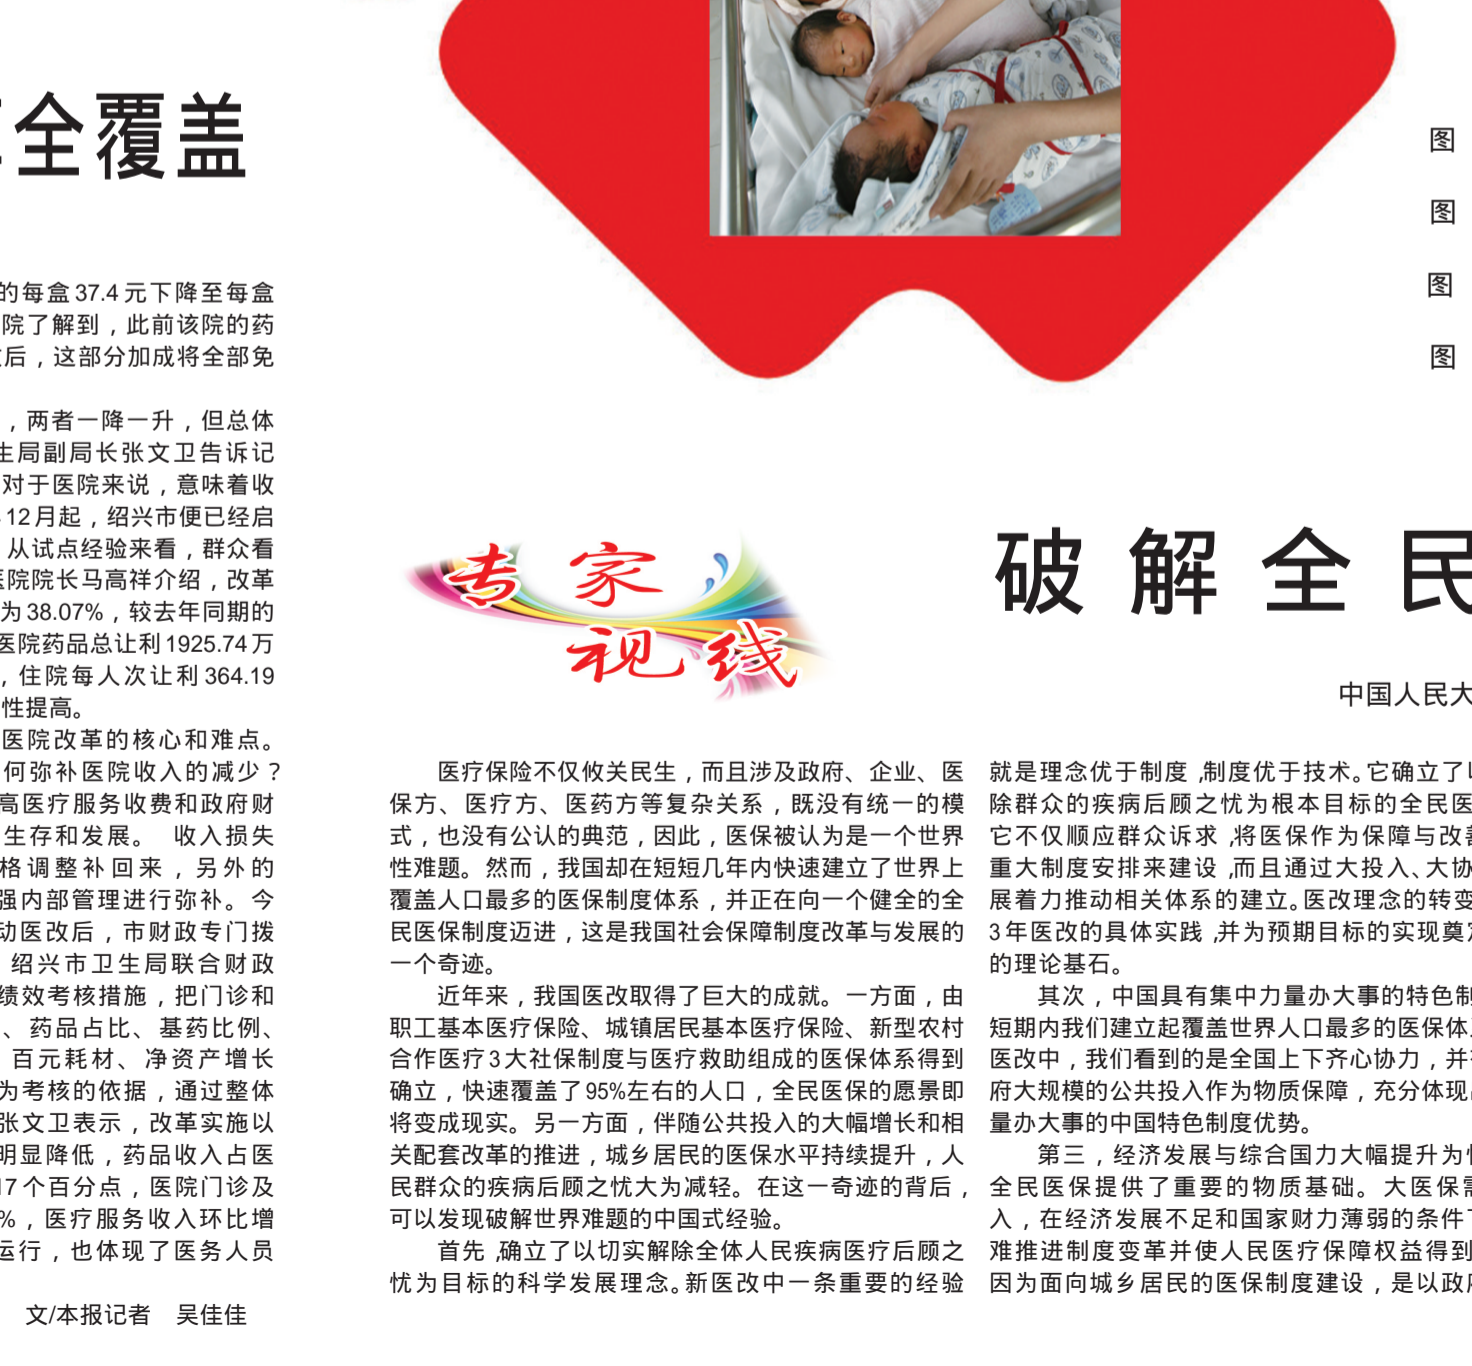 全覆盖
的每盒37.4元下降至每盒
院了解到，此前该院的药
后，这部分加成将全部免
，两者一降一升，但总体
生局副局长张文卫告诉记
对于医院来说，意味着收
12月起，绍兴市便已经启
从试点经验来看，群众看
医院院长马高祥介绍，改革
为38.07%，较去年同期的
医院药品总让利1925.74万
，住院每人次让利364.19
性提高。
医院改革的核心和难点。
何弥补医院收入的减少？
高医疗服务收费和政府财
生存和发展。 收入损失
格调整补回来，另外的
强内部管理进行弥补。今
动医改后，市财政专门拨
绍兴市卫生局联合财政
绩效考核措施，把门诊和
、药品占比、基药比例、
百元耗材、净资产增长
为考核的依据，通过整体
张文卫表示，改革实施以
明显降低，药品收入占医
17个百分点，医院门诊及
%，医疗服务收入环比增
运行，也体现了医务人员
文/本报记者 吴佳佳
图
图
图
图
专家
视线
破解全民
中国人民大
医疗保险不仅攸关民生，而且涉及政府、企业、医
保方、医疗方、医药方等复杂关系，既没有统一的模
式，也没有公认的典范，因此，医保被认为是一个世界
性难题。然而，我国却在短短几年内快速建立了世界上
覆盖人口最多的医保制度体系，并正在向一个健全的全
民医保制度迈进，这是我国社会保障制度改革与发展的
一个奇迹。
近年来，我国医改取得了巨大的成就。一方面，由
职工基本医疗保险、城镇居民基本医疗保险、新型农村
合作医疗3大社保制度与医疗救助组成的医保体系得到
确立，快速覆盖了95%左右的人口，全民医保的愿景即
将变成现实。另一方面，伴随公共投入的大幅增长和相
关配套改革的推进，城乡居民的医保水平持续提升，人
民群众的疾病后顾之忧大为减轻。在这一奇迹的背后，
可以发现破解世界难题的中国式经验。
首先，确立了以切实解除全体人民疾病医疗后顾之
忧为目标的科学发展理念。新医改中一条重要的经验
就是理念优于制度，制度优于技术。它确立了以
除群众的疾病后顾之忧为根本目标的全民医
它不仅顺应群众诉求，将医保作为保障与改善
重大制度安排来建设，而且通过大投入、大协
展着力推动相关体系的建立。医改理念的转变
3年医改的具体实践，并为预期目标的实现奠定
的理论基石。
其次，中国具有集中力量办大事的特色制
短期内我们建立起覆盖世界人口最多的医保体系
医改中，我们看到的是全国上下齐心协力，并
府大规模的公共投入作为物质保障，充分体现
量办大事的中国特色制度优势。
第三，经济发展与综合国力大幅提升为
全民医保提供了重要的物质基础。大医保需
入，在经济发展不足和国家财力薄弱的条件下
难推进制度变革并使人民医疗保障权益得到
因为面向城乡居民的医保制度建设，是以政府